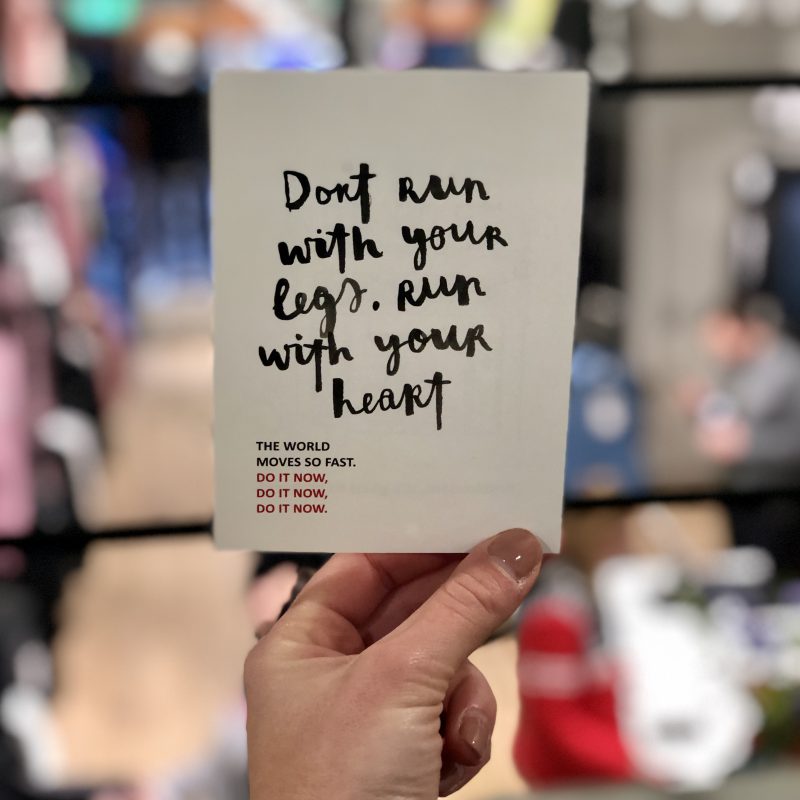 Dont Run
with your
legs. Run
with your
heart
THE WORLD
MOVES SO FAST.
DO IT NOW,
DO IT NOW,
DO IT NOW.